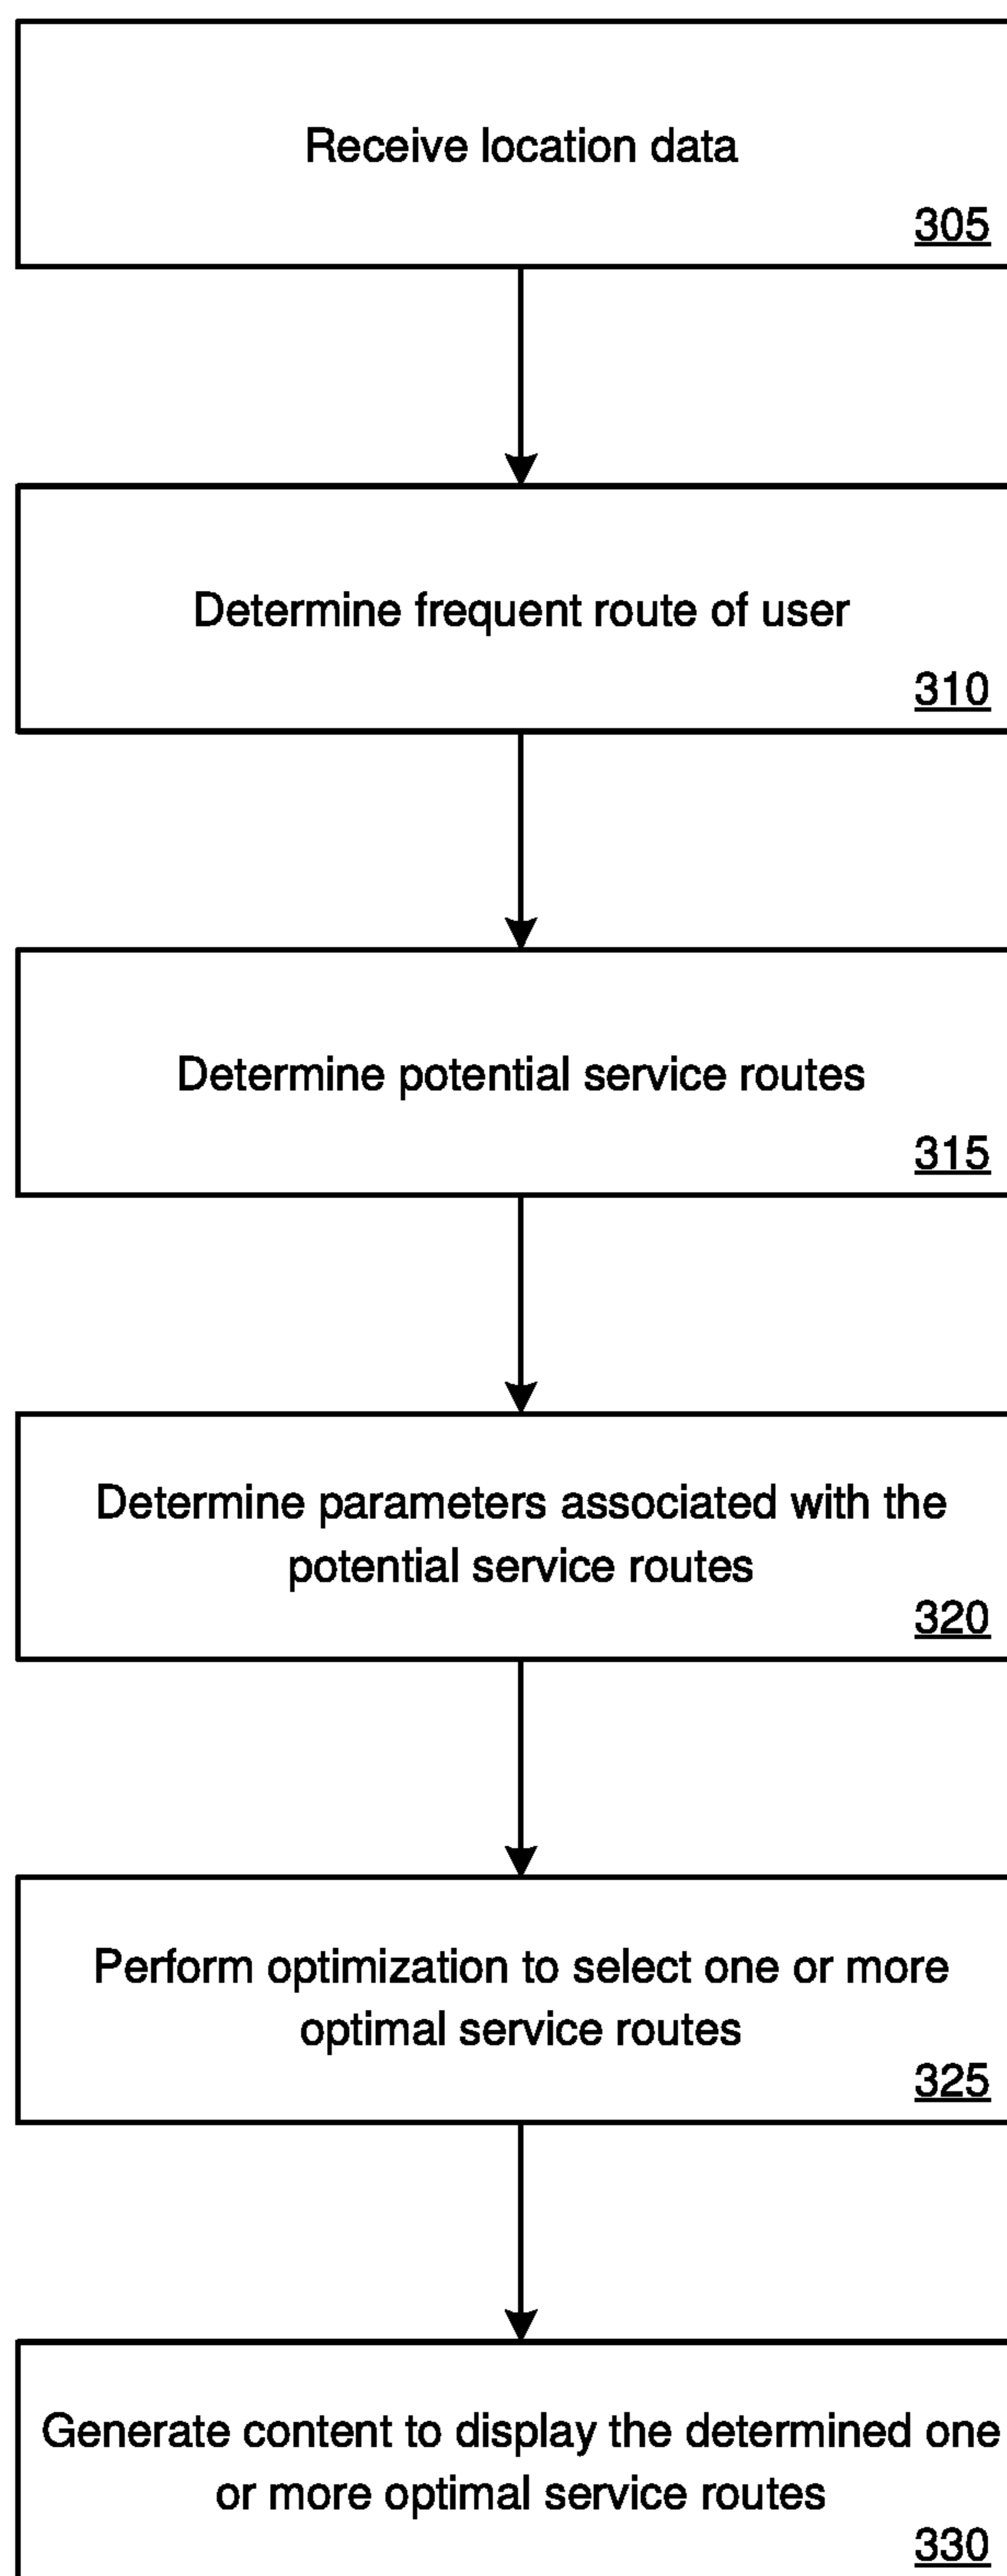 Receive location data
305
Determine frequent route of user
310
Determine potential service routes
315
Determine parameters associated with the
potential service routes
320
Perform optimization to select one or more
optimal service routes
325
Generate content to display the determined one
or more optimal service routes
330